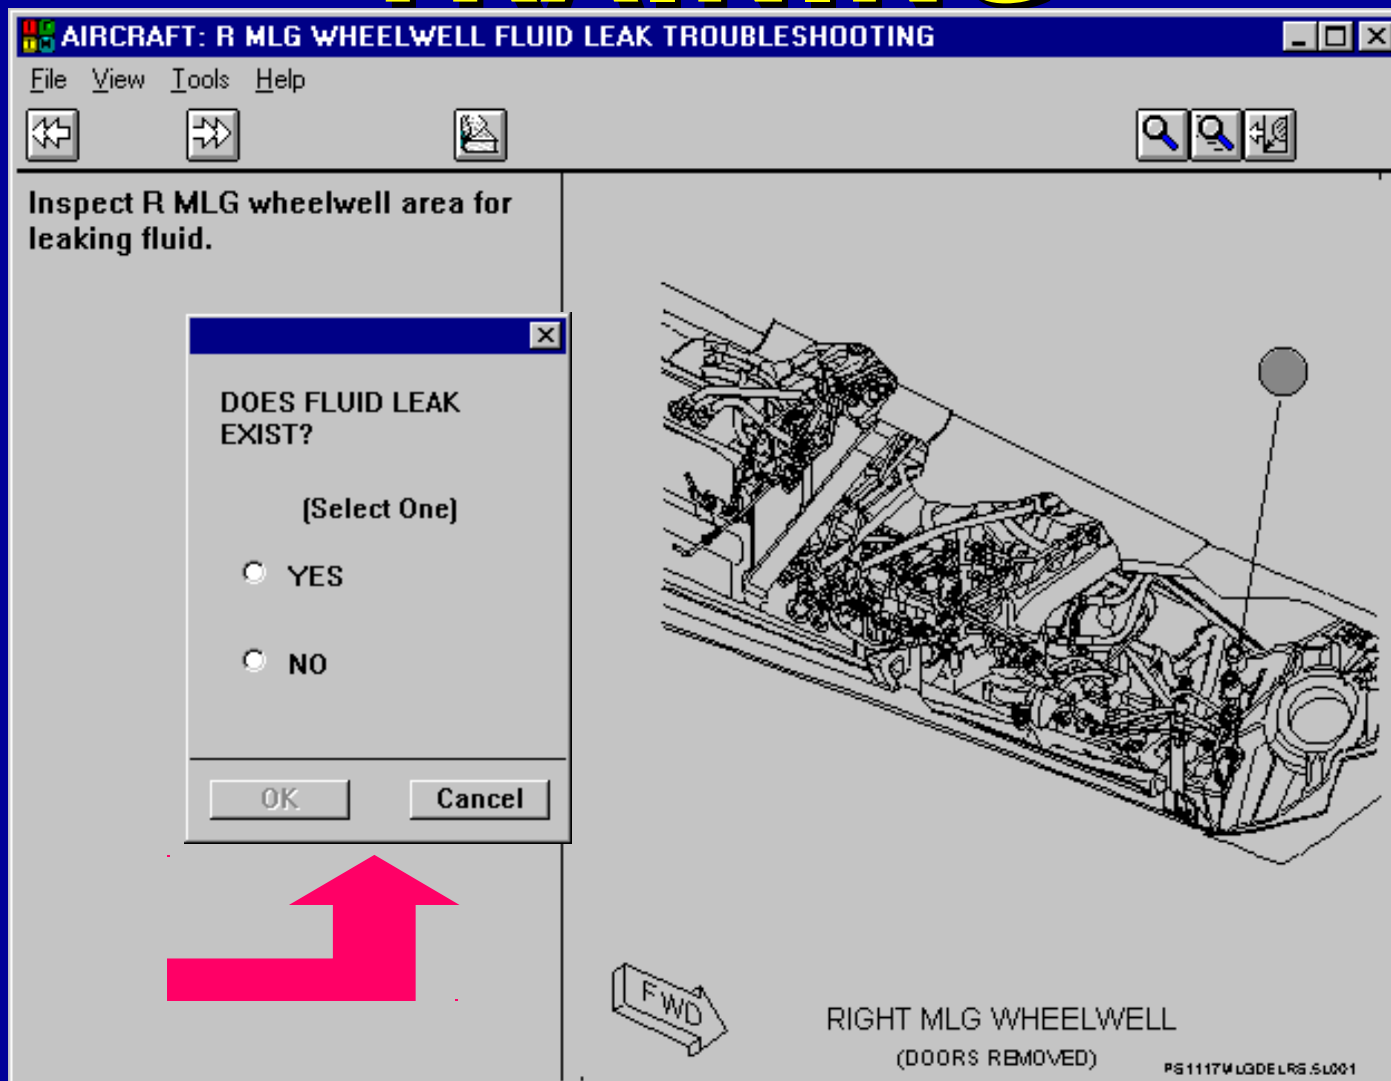 AIRCRAFT: R MLG WHEELWELL FLUID LEAK TROUBLESHOOTING
File View Tools Help
Inspect R MLG wheelwell area for
leaking fluid.
DOES FLUID LEAK
EXIST?
(Select One)
YES
NO
OK Cancel
FWD
RIGHT MLG WHEELWELL
(DOORS REMOVED)